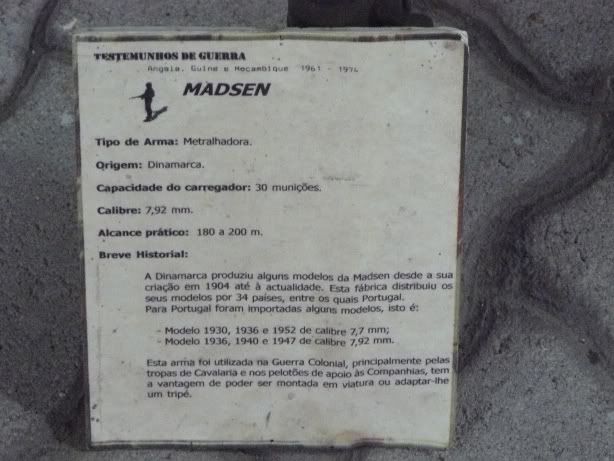 TESTEMUNHOS DE GUERRA
Angola, Guine e Mocambique 1961 - 1974
MADSEN
Tipo de Arma: Metralhadora.
Origem: Dinamarca.
Capacidade do carregador: 30 munições.
Calibre: 7,92 mm.
Alcance prático: 180 a 200 m.
Breve Historial:
A Dinamarca produziu alguns modelos da Madsen desde a sua
criação em 1904 até à actualidade. Esta fábrica distribuiu os
seus modelos por 34 países, entre os quais Portugal.
Para Portugal foram importadas alguns modelos, isto é:
- Modelo 1930, 1936 e 1952 de calibre 7,7 mm;
- Modelo 1936, 1940 e 1947 de calibre 7,92 mm.
Esta arma foi utilizada na Guerra Colonial, principalmente pelas
tropas de Cavalaria e nos pelotões de apoio às Companhias, tem
a vantagem de poder ser montada em viatura ou adaptar-lhe
um tripé.